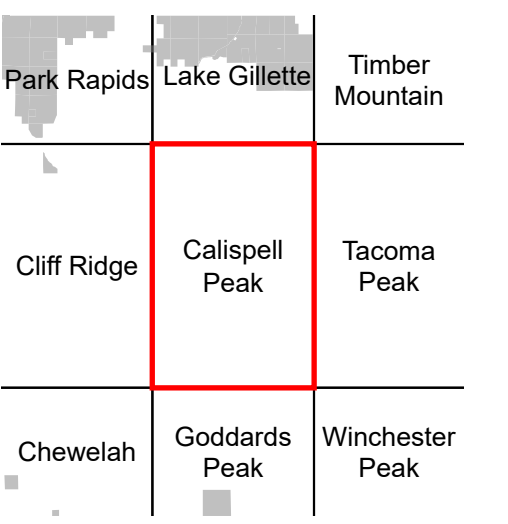 Park Rapids
Lake Gillette
Timber
Mountain
Cliff Ridge
Calispell
Peak
Tacoma
Peak
Chewelah
Goddards
Peak
Winchester
Peak